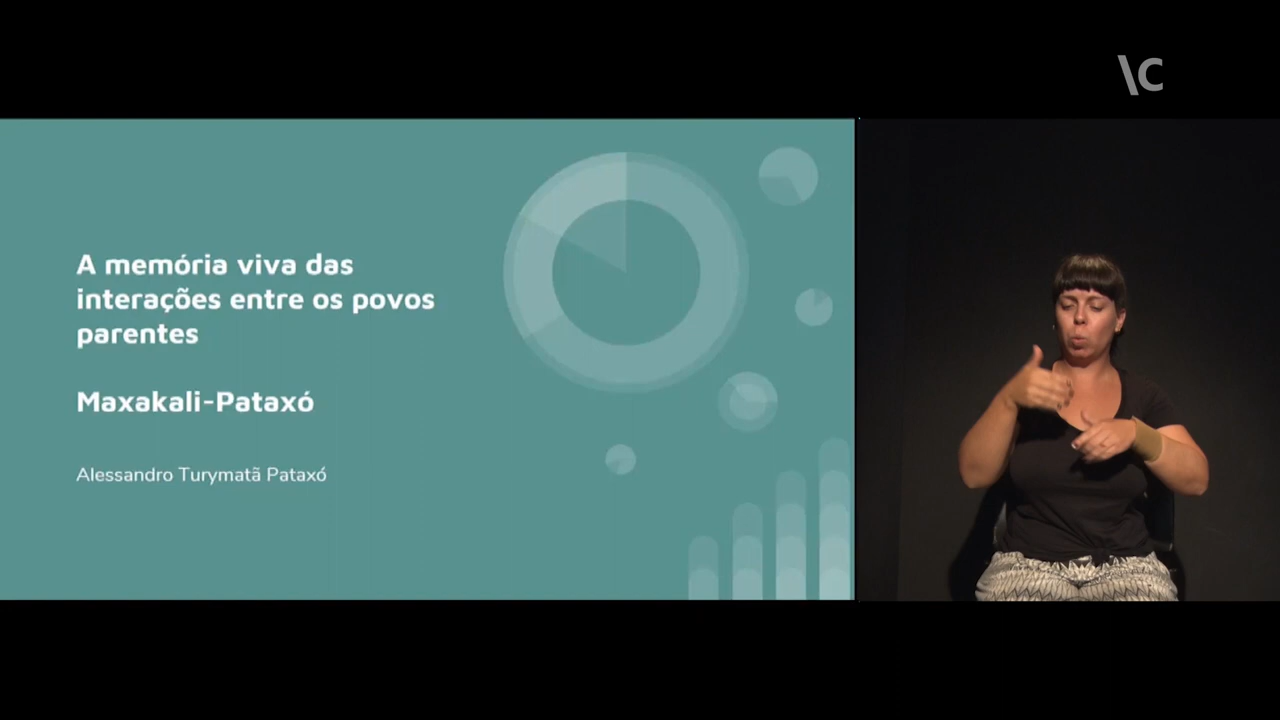 \C
A memória viva das
interações entre os povos
parentes
Maxakali-Pataxó
Alessandro Turymatã Pataxó